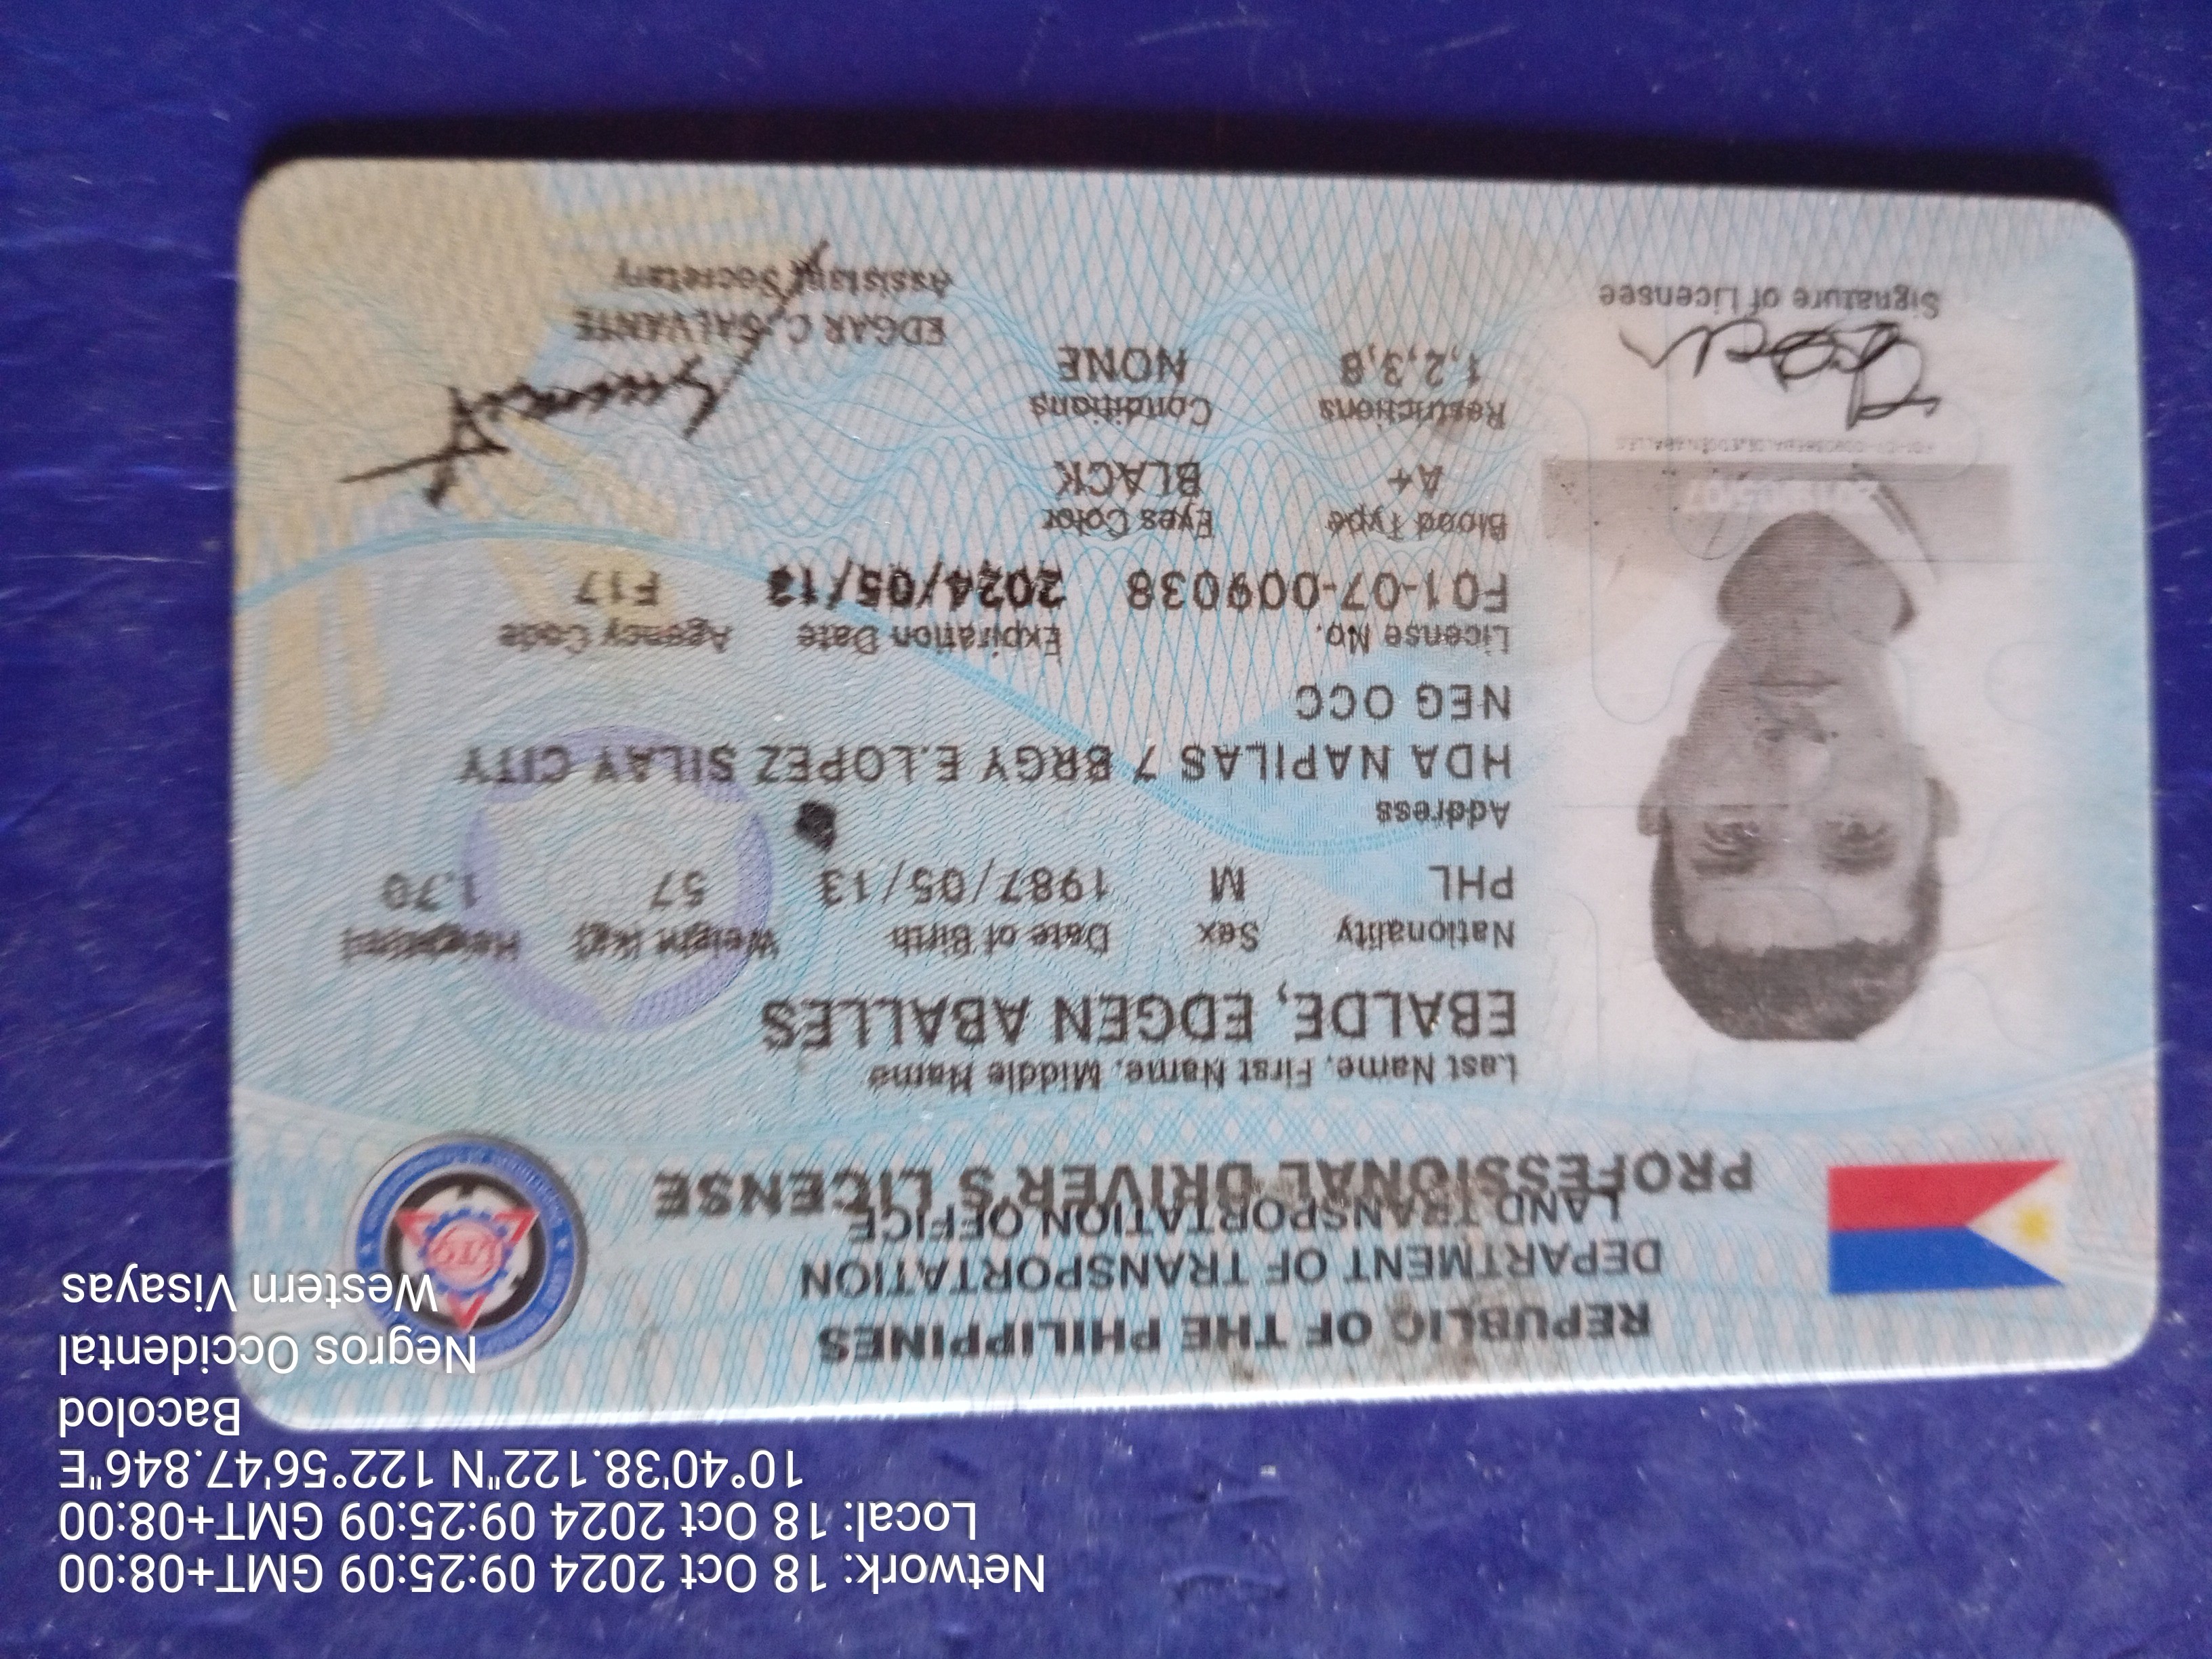 REPUBLIC OF THE PHILIPPINES
DEPARTMENT OF TRANSPORTATION
LAND TRANSPORTATION OFFICE
PROFESSIONAL DRIVER'S LICENSE
Last Name, First Name, Middle Name
EBALDE, EDGEN ABALLES
Nationality Sex Date of Birth Weight (kg) Height(m)
PHL M 1987/05/13 57 1.70
Address
HDA NAPILAS 7 BRGY E.LOPEZ SILAY CITY
NEG OCC
License No. Expiration Date Agency Code
F01-07-009038 2024/05/13 F17
Blood Type Eyes Color
A+ BLACK
Restrictions Conditions
1,2,3,8 NONE
Signature of Licensee
EDGAR C. GALVANTE
Assistant Secretary
LTO
Network: 18 Oct 2024 09:25:09 GMT+08:00
Local: 18 Oct 2024 09:25:09 GMT+08:00
10°40'38.122"N 122°56'47.846"E
Bacolod
Negros Occidental
Western Visayas